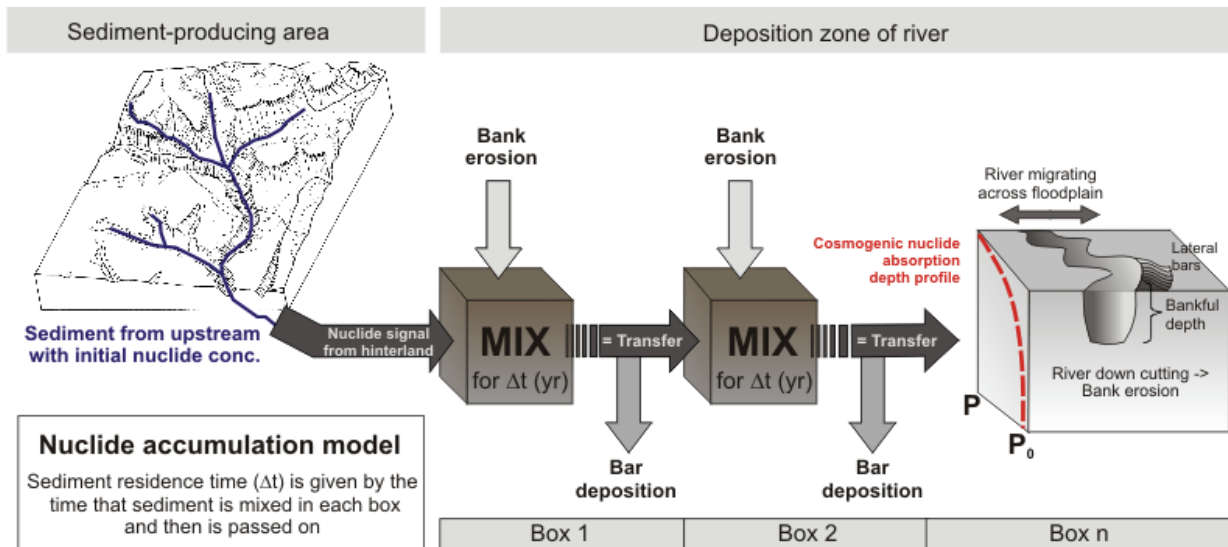 Sediment-producing area
Deposition zone of river
Bank
erosion
Bank
erosion
River migrating
across floodplain
Cosmogenic nuclide
absorption
depth profile
Lateral
bars
Bankful
depth
Sediment from upstream
with initial nuclide conc.
Nuclide signal
from hinterland
MIX
for Δt (yr)
= Transfer
MIX
for Δt (yr)
= Transfer
River down cutting ->
Bank erosion
P
P₀
Nuclide accumulation model
Sediment residence time (Δt) is given by the
time that sediment is mixed in each box
and then is passed on
Bar
deposition
Bar
deposition
Box 1
Box 2
Box n